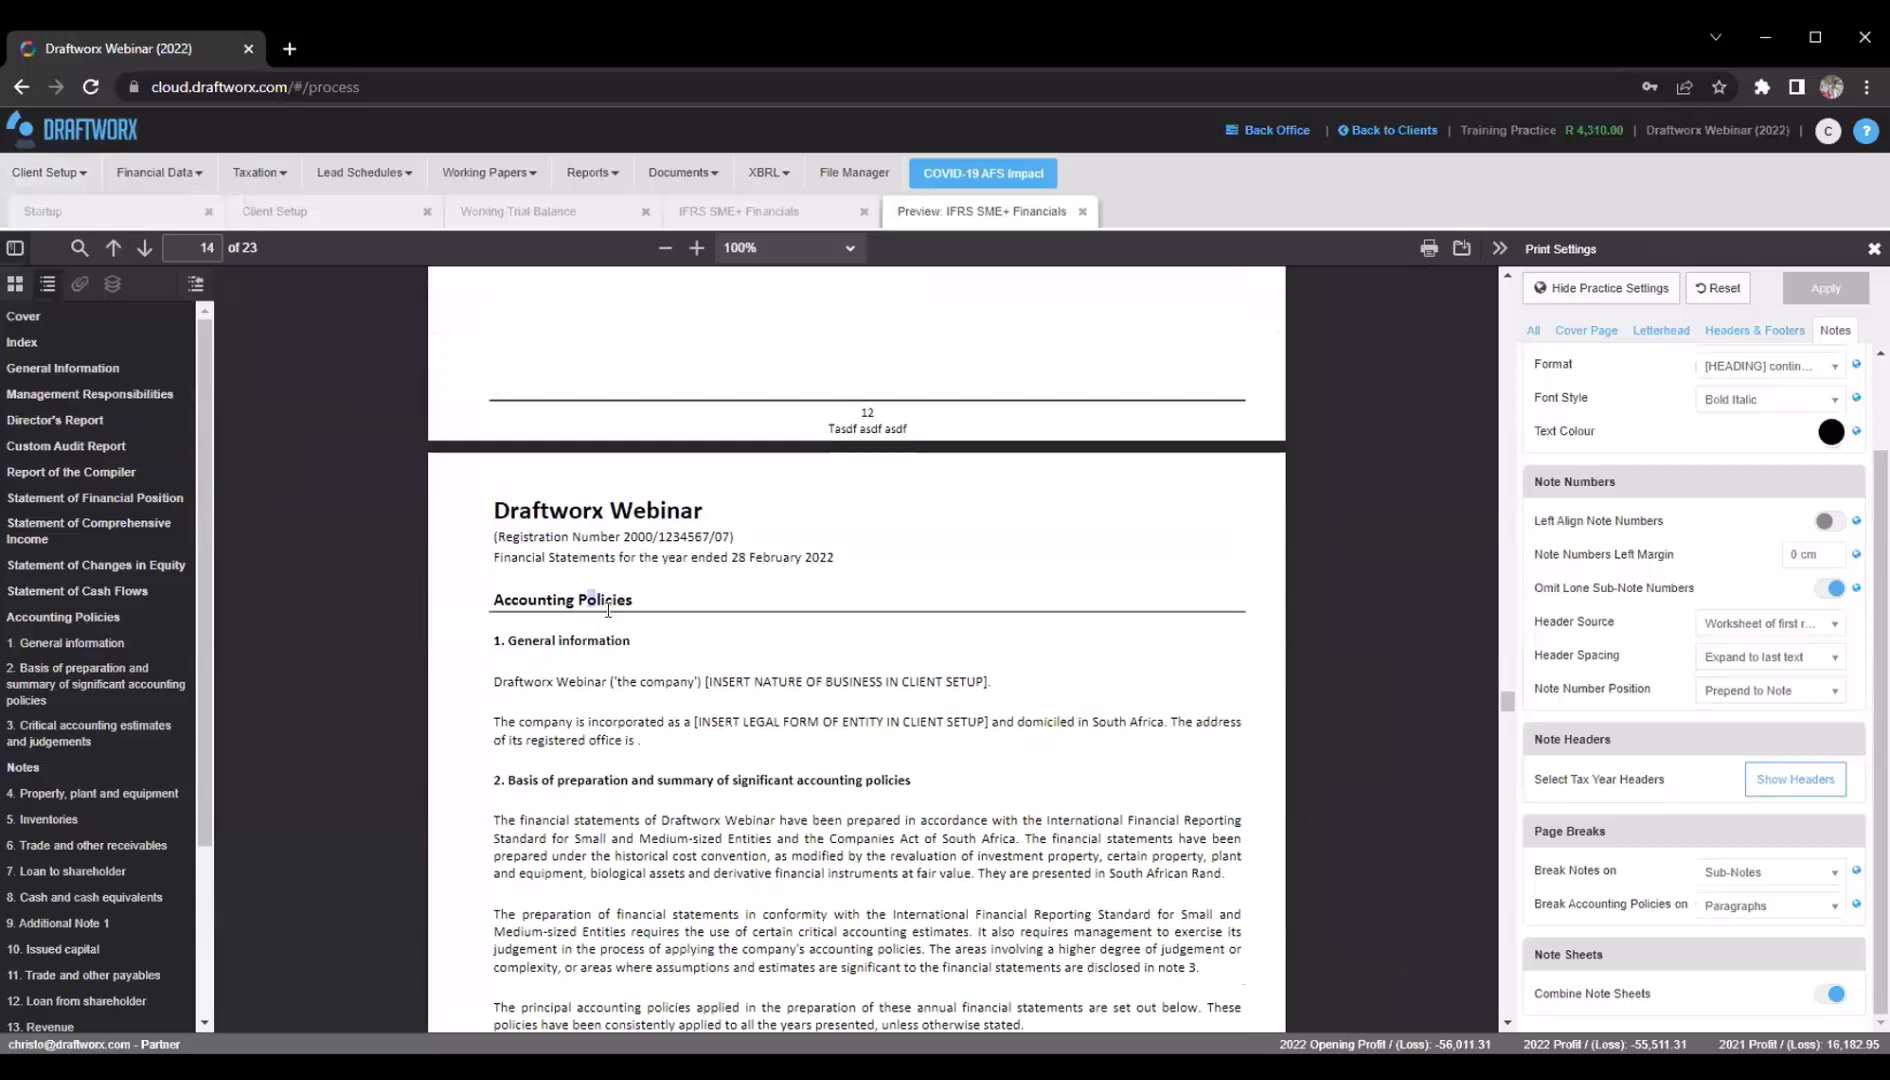 Draftworx Webinar (2022)
cloud.draftworx.com/#/process
DRAFTWORX
Back Office | Back to Clients | Training Practice R 4,310.00 | Draftworx Webinar (2022) | C ?
Client Setup Financial Data Taxation Lead Schedules Working Papers Reports Documents XBRL File Manager COVID-19 AFS Impact
Startup Client Setup Working Trial Balance IFRS SME+ Financials Preview: IFRS SME+ Financials
14 of 23 100%
Print Settings
Hide Practice Settings Reset Apply
All Cover Page Letterhead Headers & Footers Notes
Cover
Index
General Information
Management Responsibilities
Director's Report
Custom Audit Report
Report of the Compiler
Statement of Financial Position
Statement of Comprehensive
Income
Statement of Changes in Equity
Statement of Cash Flows
Accounting Policies
1. General information
2. Basis of preparation and
summary of significant accounting
policies
3. Critical accounting estimates
and judgements
Notes
4. Property, plant and equipment
5. Inventories
6. Trade and other receivables
7. Loan to shareholder
8. Cash and cash equivalents
9. Additional Note 1
10. Issued capital
11. Trade and other payables
12. Loan from shareholder
13. Revenue
12
Tasdf asdf asdf
Draftworx Webinar
(Registration Number 2000/1234567/07)
Financial Statements for the year ended 28 February 2022
Accounting Policies
1. General information
Draftworx Webinar ('the company') [INSERT NATURE OF BUSINESS IN CLIENT SETUP].
The company is incorporated as a [INSERT LEGAL FORM OF ENTITY IN CLIENT SETUP] and domiciled in South Africa. The address
of its registered office is .
2. Basis of preparation and summary of significant accounting policies
The financial statements of Draftworx Webinar have been prepared in accordance with the International Financial Reporting
Standard for Small and Medium-sized Entities and the Companies Act of South Africa. The financial statements have been
prepared under the historical cost convention, as modified by the revaluation of investment property, certain property, plant
and equipment, biological assets and derivative financial instruments at fair value. They are presented in South African Rand.
The preparation of financial statements in conformity with the International Financial Reporting Standard for Small and
Medium-sized Entities requires the use of certain critical accounting estimates. It also requires management to exercise its
judgement in the process of applying the company's accounting policies. The areas involving a higher degree of judgement or
complexity, or areas where assumptions and estimates are significant to the financial statements are disclosed in note 3.
The principal accounting policies applied in the preparation of these annual financial statements are set out below. These
policies have been consistently applied to all the years presented, unless otherwise stated.
Format [HEADING] contin...
Font Style Bold Italic
Text Colour
Note Numbers
Left Align Note Numbers
Note Numbers Left Margin 0 cm
Omit Lone Sub-Note Numbers
Header Source Worksheet of first r...
Header Spacing Expand to last text
Note Number Position Prepend to Note
Note Headers
Select Tax Year Headers Show Headers
Page Breaks
Break Notes on Sub-Notes
Break Accounting Policies on Paragraphs
Note Sheets
Combine Note Sheets
christo@draftworx.com - Partner 2022 Opening Profit / (Loss): -56,011.31 2022 Profit / (Loss): -55,511.31 2021 Profit / (Loss): 16,182.95